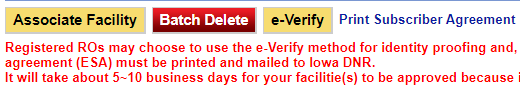 Associate Facility Batch Delete e-Verify Print Subscriber Agreement
Registered ROs may choose to use the e-Verify method for identity proofing and,
agreement (ESA) must be printed and mailed to Iowa DNR.
It will take about 5~10 business days for your facilitie(s) to be approved because